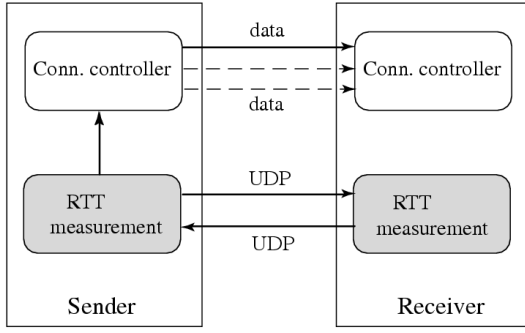 data
Conn. controller
Conn. controller
data
UDP
RTT
measurement
RTT
measurement
UDP
Sender
Receiver